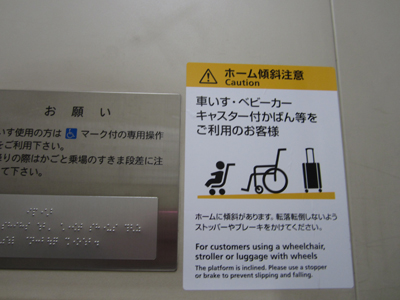 お願い
いす使用の方は マーク付の専用操作
ご利用下さい。
りの際はかごと乗場のすきま段差に注
て下さい。
ホーム傾斜注意
Caution
車いす・ベビーカー
キャスター付かばん等を
ご利用のお客様
ホームに傾斜があります。転落転倒しないよう
ストッパーやブレーキをかけてください。
For customers using a wheelchair,
stroller or luggage with wheels
The platform is inclined. Please use a stopper
or brake to prevent slipping and falling.